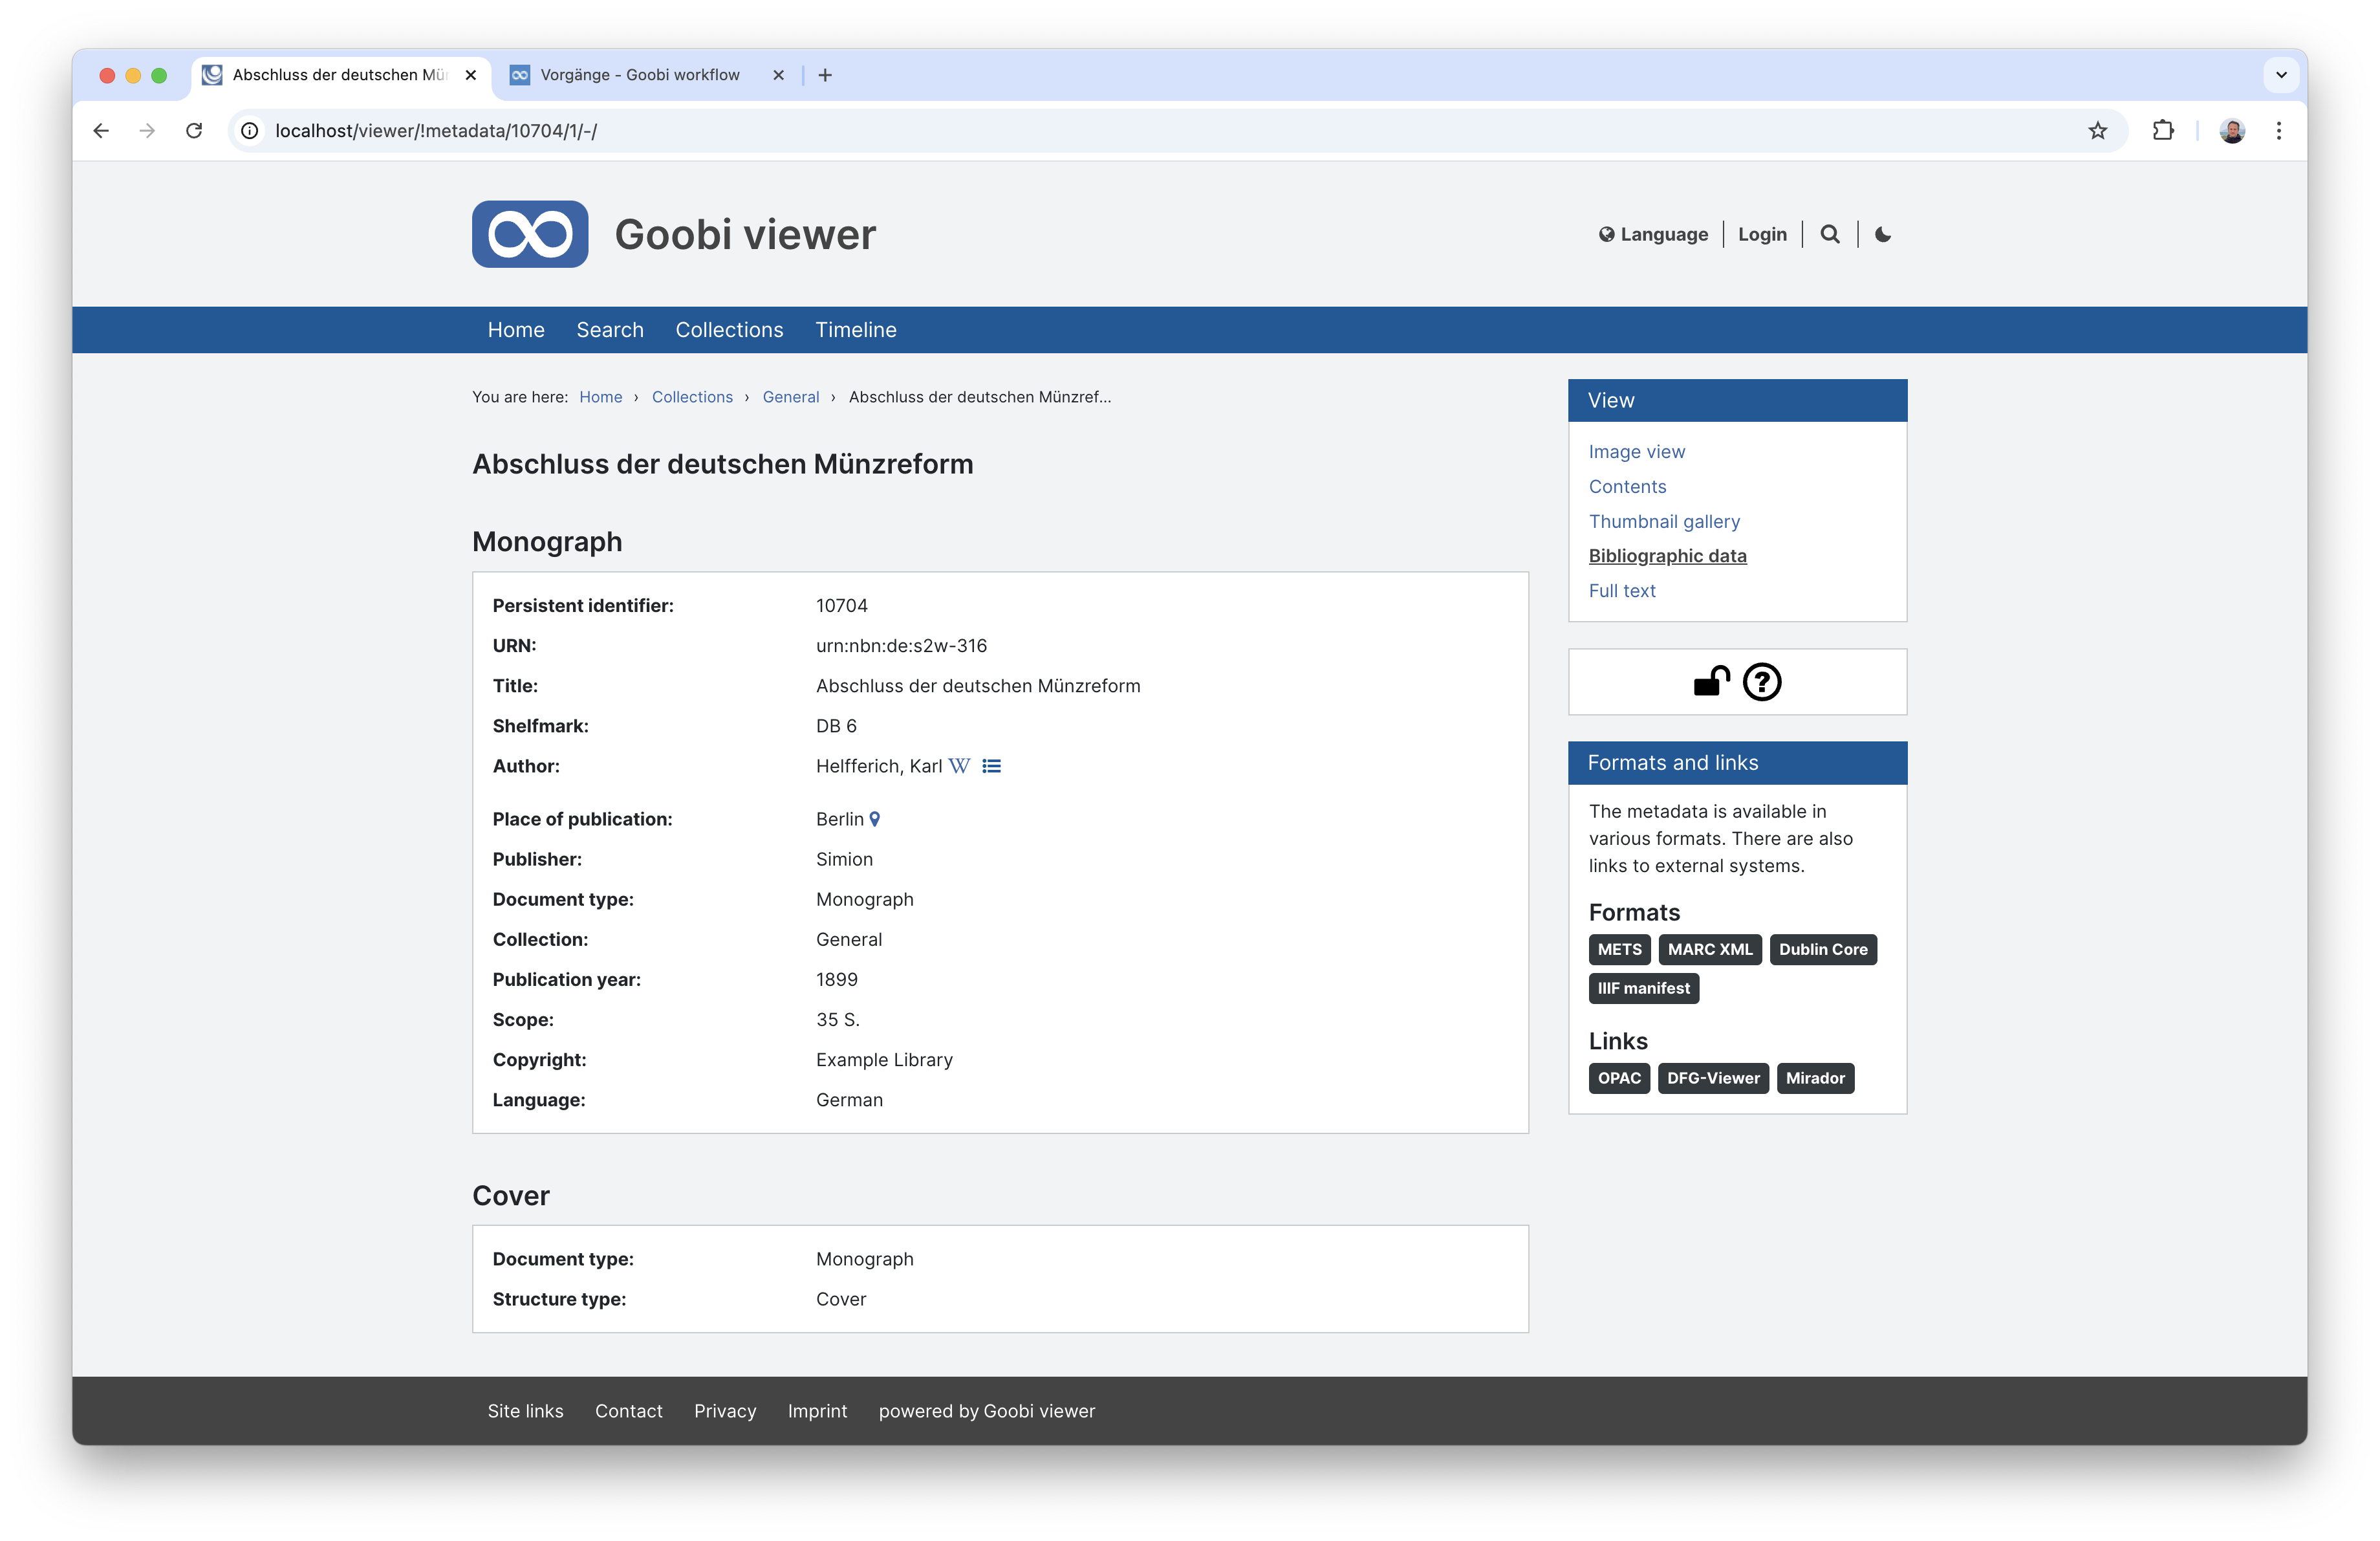 Abschluss der deutschen Mü
Vorgänge - Goobi workflow
localhost/viewer/!metadata/10704/1/-/
Goobi viewer
Language
Login
Home Search Collections Timeline
You are here: Home › Collections › General › Abschluss der deutschen Münzref...
Abschluss der deutschen Münzreform
Monograph
Persistent identifier: 10704
URN: urn:nbn:de:s2w-316
Title: Abschluss der deutschen Münzreform
Shelfmark: DB 6
Author: Helfferich, Karl W
Place of publication: Berlin
Publisher: Simion
Document type: Monograph
Collection: General
Publication year: 1899
Scope: 35 S.
Copyright: Example Library
Language: German
Cover
Document type: Monograph
Structure type: Cover
View
Image view
Contents
Thumbnail gallery
Bibliographic data
Full text
?
Formats and links
The metadata is available in
various formats. There are also
links to external systems.
Formats
METS MARC XML Dublin Core
IIIF manifest
Links
OPAC DFG-Viewer Mirador
Site links Contact Privacy Imprint powered by Goobi viewer